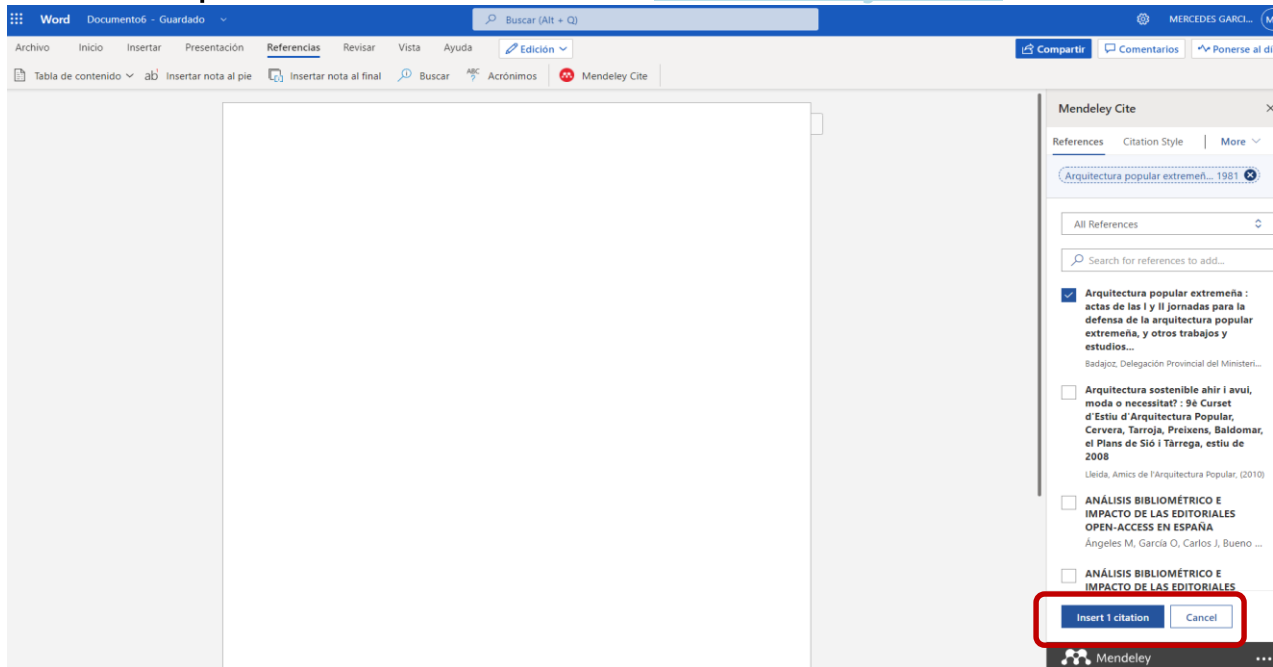 Word Documento6 - Guardado
Buscar (Alt + Q)
MERCEDES GARCI...
Archivo Inicio Insertar Presentación Referencias Revisar Vista Ayuda Edición
Compartir Comentarios Ponerse al dí
Tabla de contenido ab Insertar nota al pie Insertar nota al final Buscar ABC Acrónimos Mendeley Cite
Mendeley Cite
References Citation Style More
Arquitectura popular extremeñ... 1981
All References
Search for references to add...
Arquitectura popular extremeña :
actas de las I y II jornadas para la
defensa de la arquitectura popular
extremeña, y otros trabajos y
estudios...
Badajoz, Delegación Provincial del Ministeri...
Arquitectura sostenible ahir i avui,
moda o necessitat? : 9è Curset
d'Estiu d'Arquitectura Popular,
Cervera, Tarroja, Preixens, Baldomar,
el Plans de Sió i Tàrrega, estiu de
2008
Lleida, Amics de l'Arquitectura Popular, (2010)
ANÁLISIS BIBLIOMÉTRICO E
IMPACTO DE LAS EDITORIALES
OPEN-ACCESS EN ESPAÑA
Ángeles M, García O, Carlos J, Bueno ...
ANÁLISIS BIBLIOMÉTRICO E
IMPACTO DE LAS EDITORIALES
Insert 1 citation Cancel
Mendeley ...